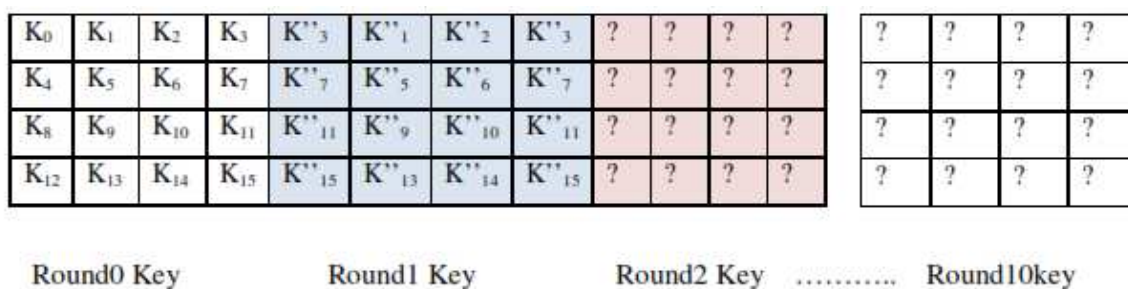 K₀ K₁ K₂ K₃ K’’₃ K’’₁ K’’₂ K’’₃ ? ? ? ? ? ? ? ?
K₄ K₅ K₆ K₇ K’’₇ K’’₅ K’’₆ K’’₇ ? ? ? ? ? ? ? ?
K₈ K₉ K₁₀ K₁₁ K’’₁₁ K’’₉ K’’₁₀ K’’₁₁ ? ? ? ? ? ? ? ?
K₁₂ K₁₃ K₁₄ K₁₅ K’’₁₅ K’’₁₃ K’’₁₄ K’’₁₅ ? ? ? ? ? ? ? ?
Round0 Key Round1 Key Round2 Key ........... Round10key